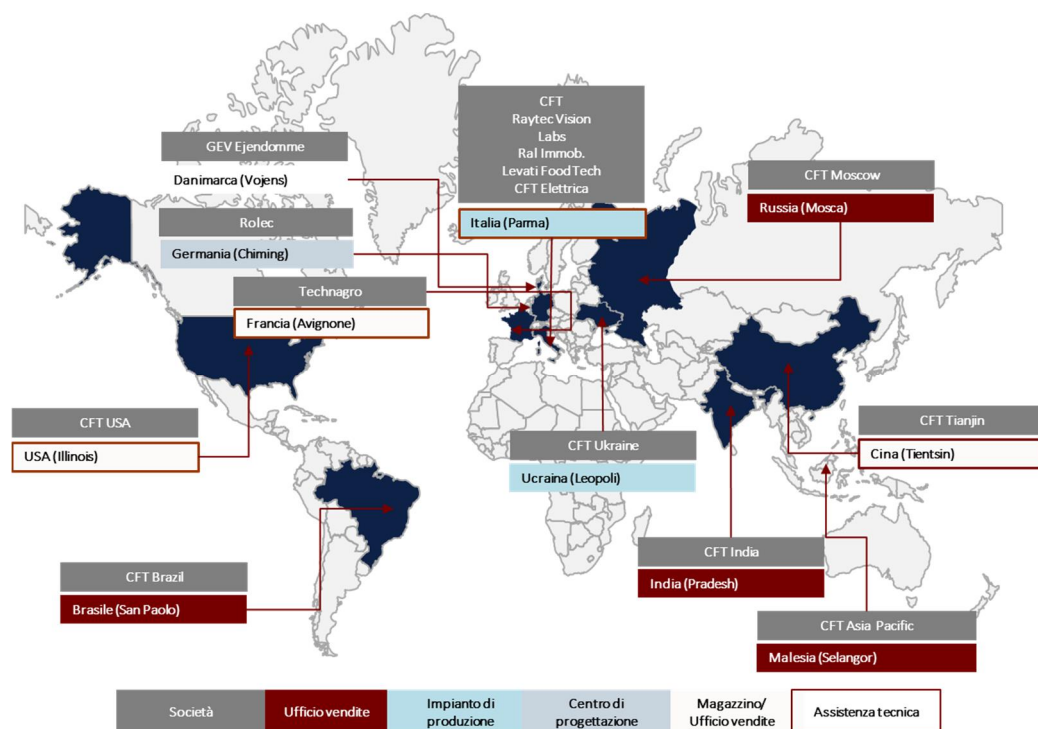 CFT
Raytec Vision
Labs
Ral Immob.
Levati Food Tech
CFT Elettrica
Italia (Parma)
GEV Ejendomme
Danimarca (Vojens)
CFT Moscow
Russia (Mosca)
Rolec
Germania (Chiming)
Technagro
Francia (Avignone)
CFT USA
USA (Illinois)
CFT Ukraine
Ucraina (Leopoli)
CFT Tianjin
Cina (Tientsin)
CFT India
India (Pradesh)
CFT Brazil
Brasile (San Paolo)
CFT Asia Pacific
Malesia (Selangor)
Società
Ufficio vendite
Impianto di
produzione
Centro di
progettazione
Magazzino/
Ufficio vendite
Assistenza tecnica